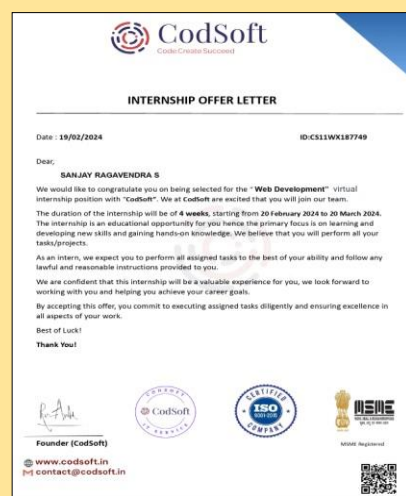 CodSoft
Code.Create.Succeed
INTERNSHIP OFFER LETTER
Date : 19/02/2024 ID:CS11WX187749
Dear,
SANJAY RAGAVENDRA S
We would like to congratulate you on being selected for the "Web Development" virtual
internship position with "CodSoft". We at CodSoft are excited that you will join our team.
The duration of the internship will be of 4 weeks, starting from 20 February 2024 to 20 March 2024.
The internship is an educational opportunity for you hence the primary focus is on learning and
developing new skills and gaining hands-on knowledge. We believe that you will perform all your
tasks/projects.
As an intern, we expect you to perform all assigned tasks to the best of your ability and follow any
lawful and reasonable instructions provided to you.
We are confident that this internship will be a valuable experience for you, we look forward to
working with you and helping you achieve your career goals.
By accepting this offer, you commit to executing assigned tasks diligently and ensuring excellence in
all aspects of your work.
Best of Luck!
Thank You!
CODSOFT
CodSoft
IT SERVICE
CERTIFIED
ISO
9001:2015
COMPANY
MSME
Founder (CodSoft)
MSME Registered
www.codsoft.in
contact@codsoft.in